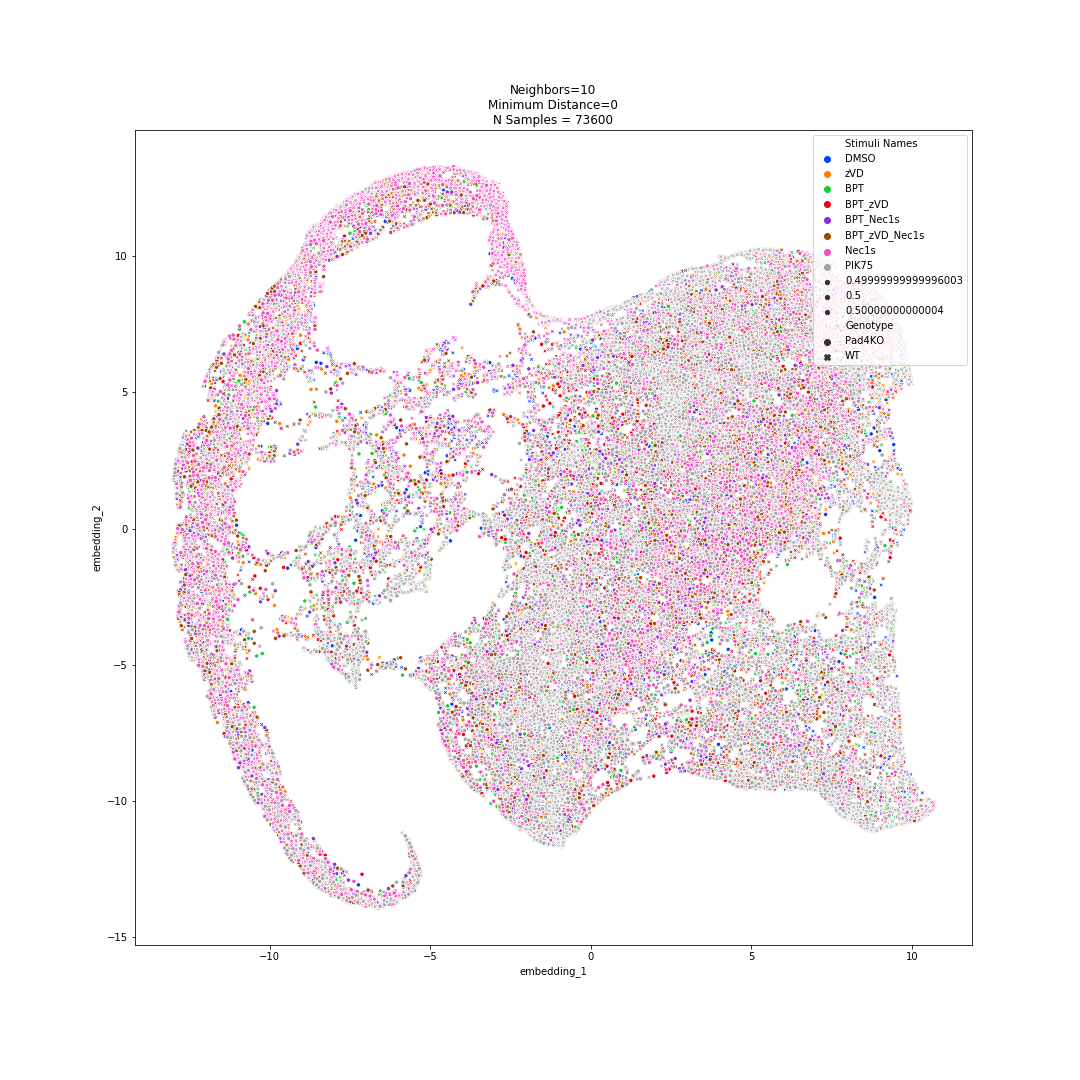 Neighbors=10
Minimum Distance=0
N Samples = 73600
Stimuli Names
DMSO
zVD
BPT
BPT_zVD
BPT_Nec1s
BPT_zVD_Nec1s
Nec1s
PIK75
0.49999999999996003
0.5
0.50000000000004
Genotype
Pad4KO
WT
10
5
0
−5
−10
−15
embedding_2
−10
−5
0
5
10
embedding_1